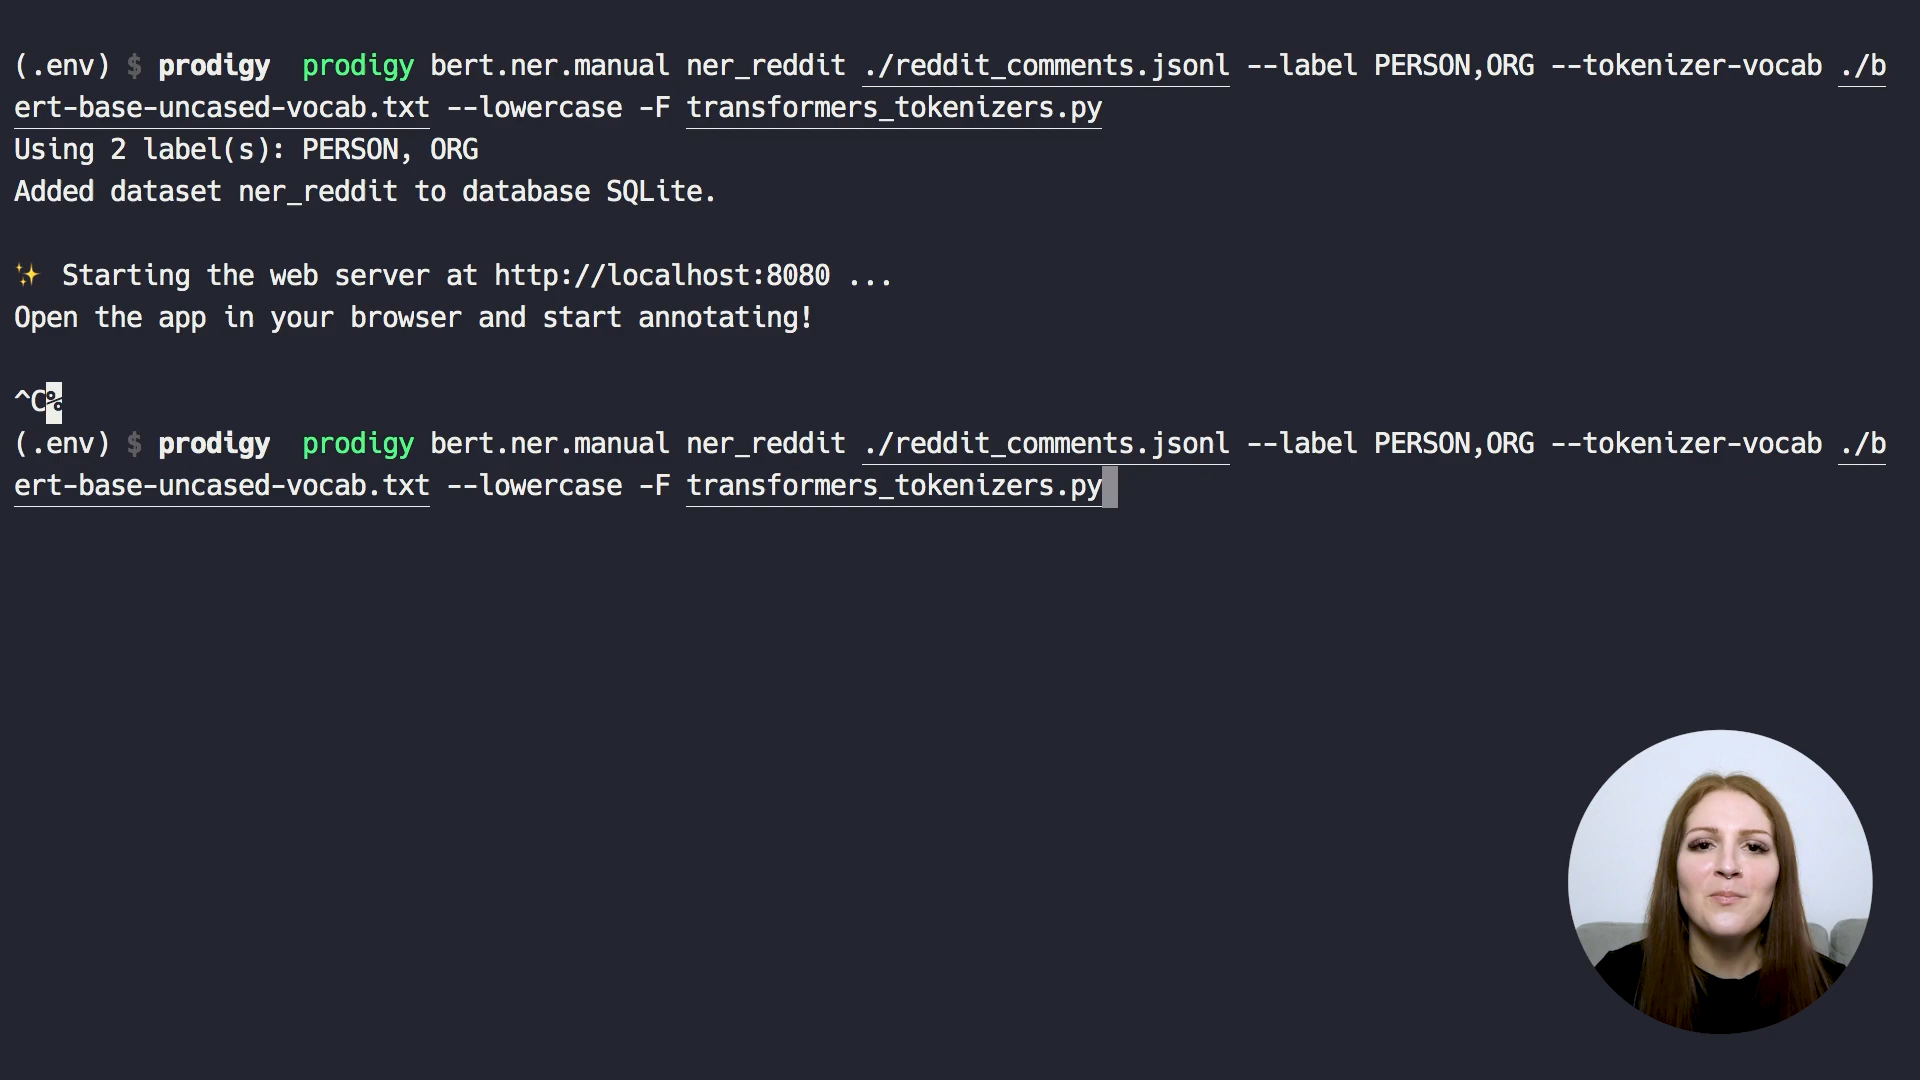 (.env) $ prodigy  prodigy bert.ner.manual ner_reddit ./reddit_comments.jsonl --label PERSON,ORG --tokenizer-vocab ./b
ert-base-uncased-vocab.txt --lowercase -F transformers_tokenizers.py
Using 2 label(s): PERSON, ORG
Added dataset ner_reddit to database SQLite.
✨ Starting the web server at http://localhost:8080 ...
Open the app in your browser and start annotating!
^C%
(.env) $ prodigy  prodigy bert.ner.manual ner_reddit ./reddit_comments.jsonl --label PERSON,ORG --tokenizer-vocab ./b
ert-base-uncased-vocab.txt --lowercase -F transformers_tokenizers.py